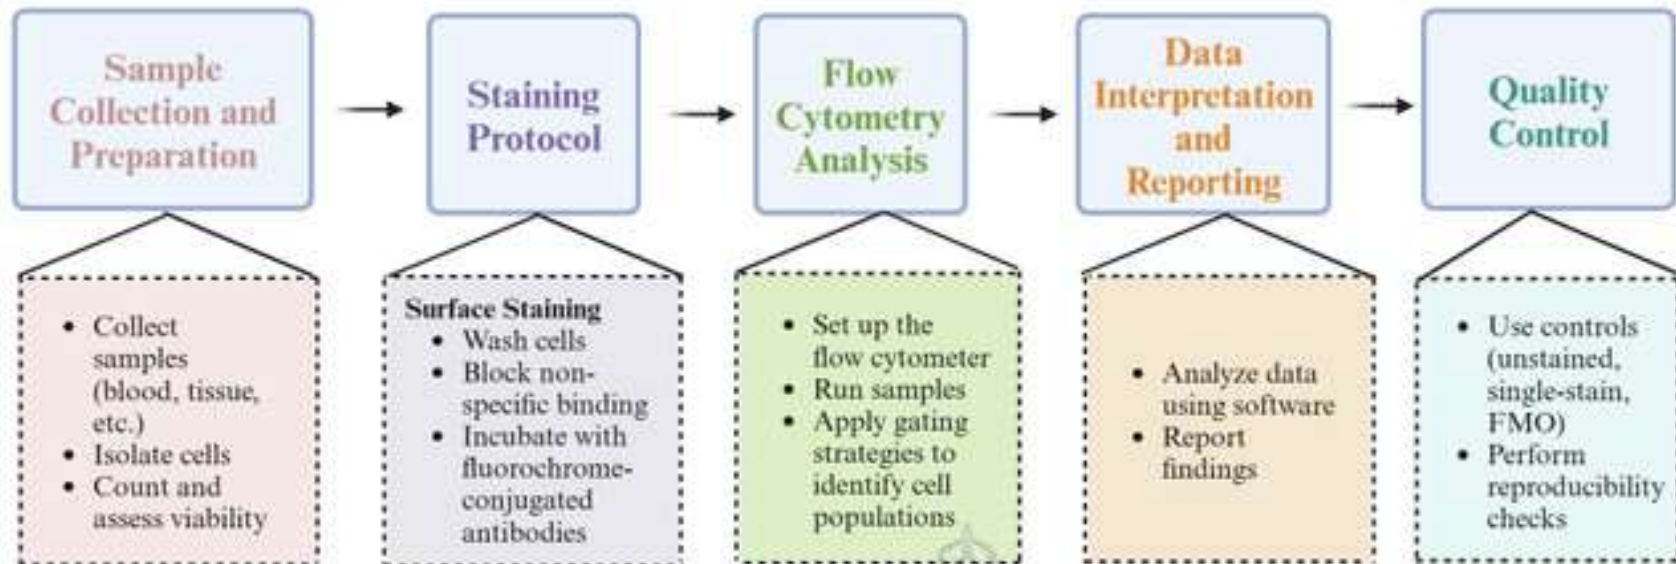 Sample
Collection and
Preparation
Staining
Protocol
Flow
Cytometry
Analysis
Data
Interpretation
and
Reporting
Quality
Control
• Collect
samples
(blood, tissue,
etc.)
• Isolate cells
• Count and
assess viability
Surface Staining
• Wash cells
• Block non-
specific binding
• Incubate with
fluorochrome-
conjugated
antibodies
• Set up the
flow cytometer
• Run samples
• Apply gating
strategies to
identify cell
populations
• Analyze data
using software
• Report
findings
• Use controls
(unstained,
single-stain,
FMO)
• Perform
reproducibility
checks